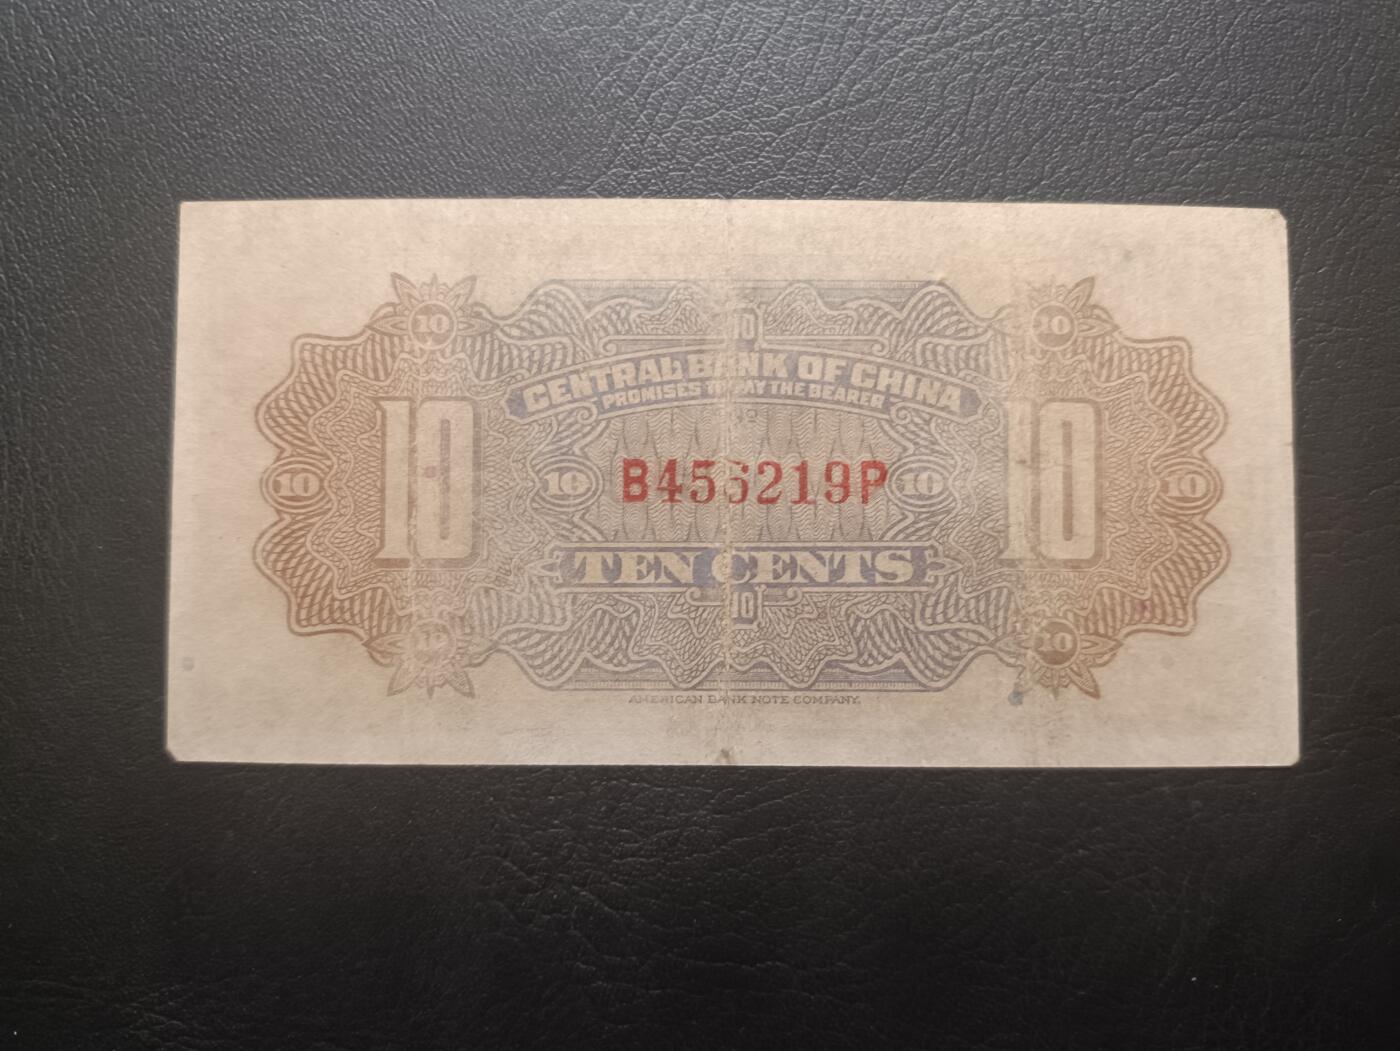 10 10 10
CENTRAL BANK OF CHINA
PROMISES TO PAY THE BEARER
10 10
10 10 B456219P 10 10
TEN CENTS
10 10 10
AMERICAN BANK NOTE COMPANY.